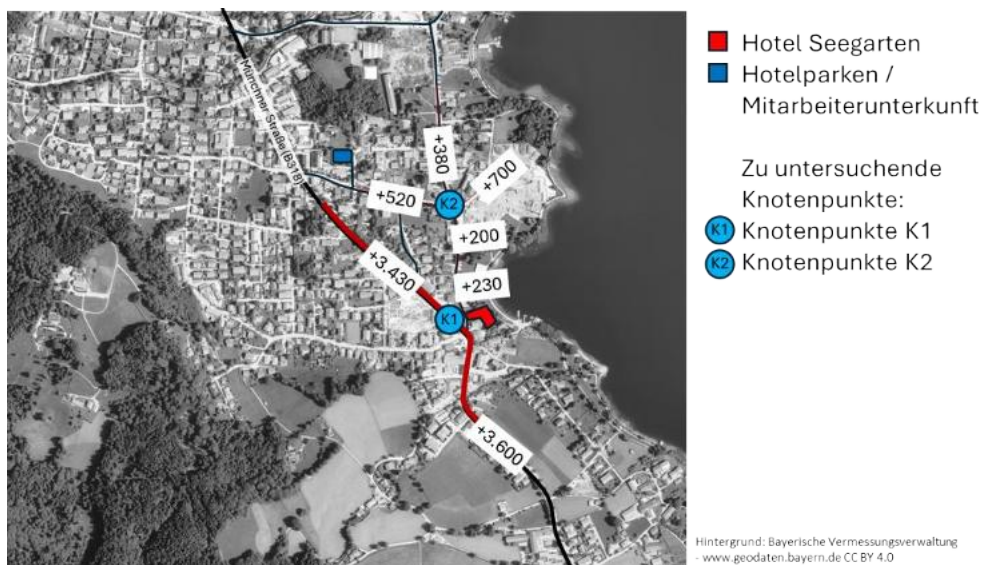 Münchner Straße(B318)
+380
+700
+520
K2
+200
+3.430
+230
K1
+3.600
Hotel Seegarten
Hotelparken /
Mitarbeiterunterkunft
Zu untersuchende
Knotenpunkte:
K1 Knotenpunkte K1
K2 Knotenpunkte K2
Hintergrund: Bayerische Vermessungsverwaltung
- www.geodaten.bayern.de CC BY 4.0